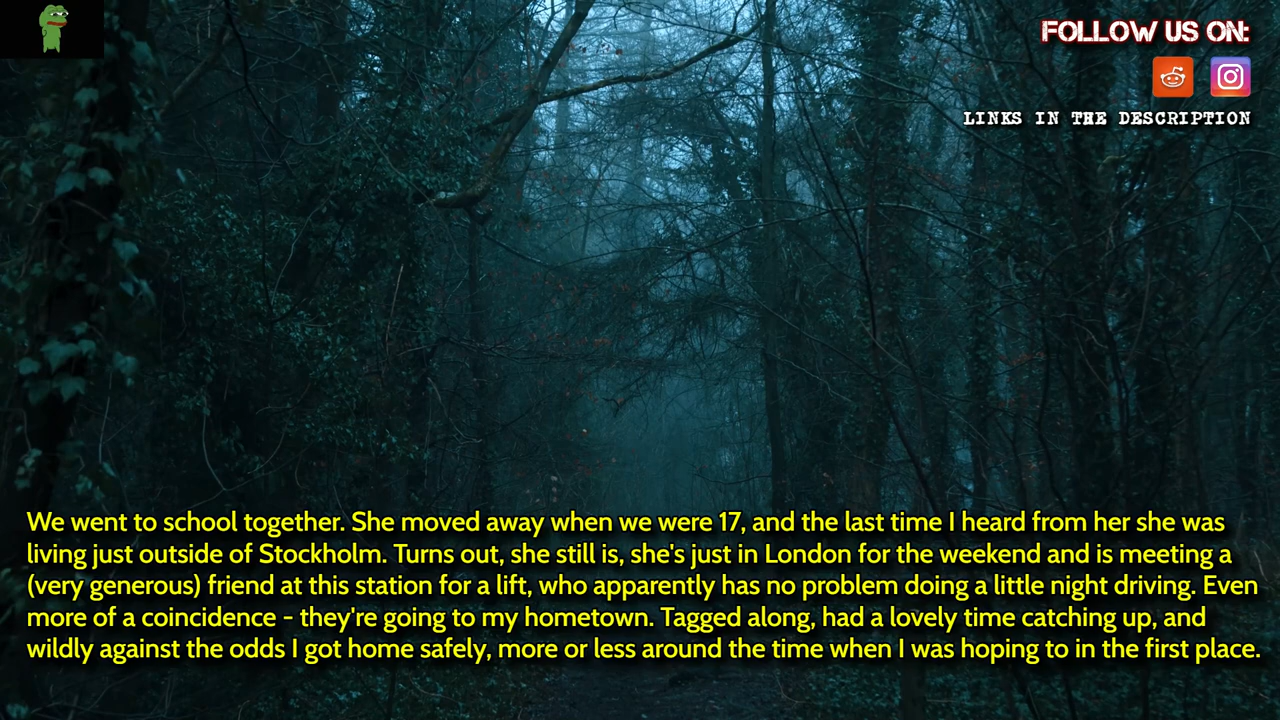 FOLLOW US ON:
LINKS IN THE DESCRIPTION
We went to school together. She moved away when we were 17, and the last time I heard from her she was
living just outside of Stockholm. Turns out, she still is, she's just in London for the weekend and is meeting a
(very generous) friend at this station for a lift, who apparently has no problem doing a little night driving. Even
more of a coincidence - they're going to my hometown. Tagged along, had a lovely time catching up, and
wildly against the odds I got home safely, more or less around the time when I was hoping to in the first place.